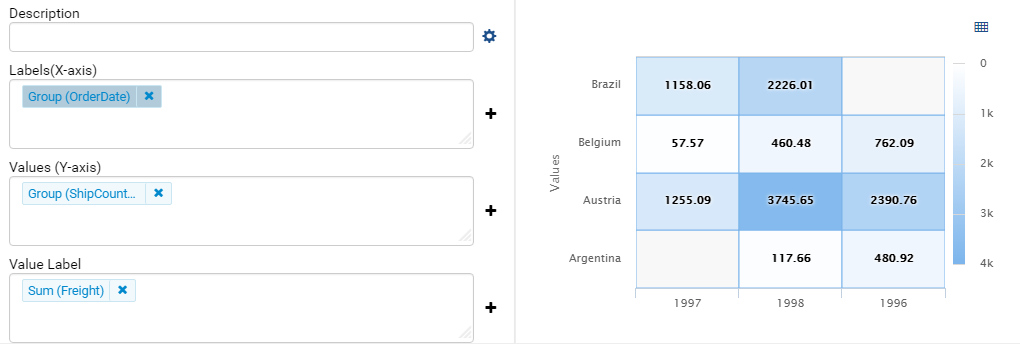 Description
Labels(X-axis)
Group (OrderDate) ✖
Values (Y-axis)
Group (ShipCount... ✖
Value Label
Sum (Freight) ✖
Values
Brazil 1158.06 2226.01
Belgium 57.57 460.48 762.09
Austria 1255.09 3745.65 2390.76
Argentina 117.66 480.92
1997 1998 1996
0
1k
2k
3k
4k